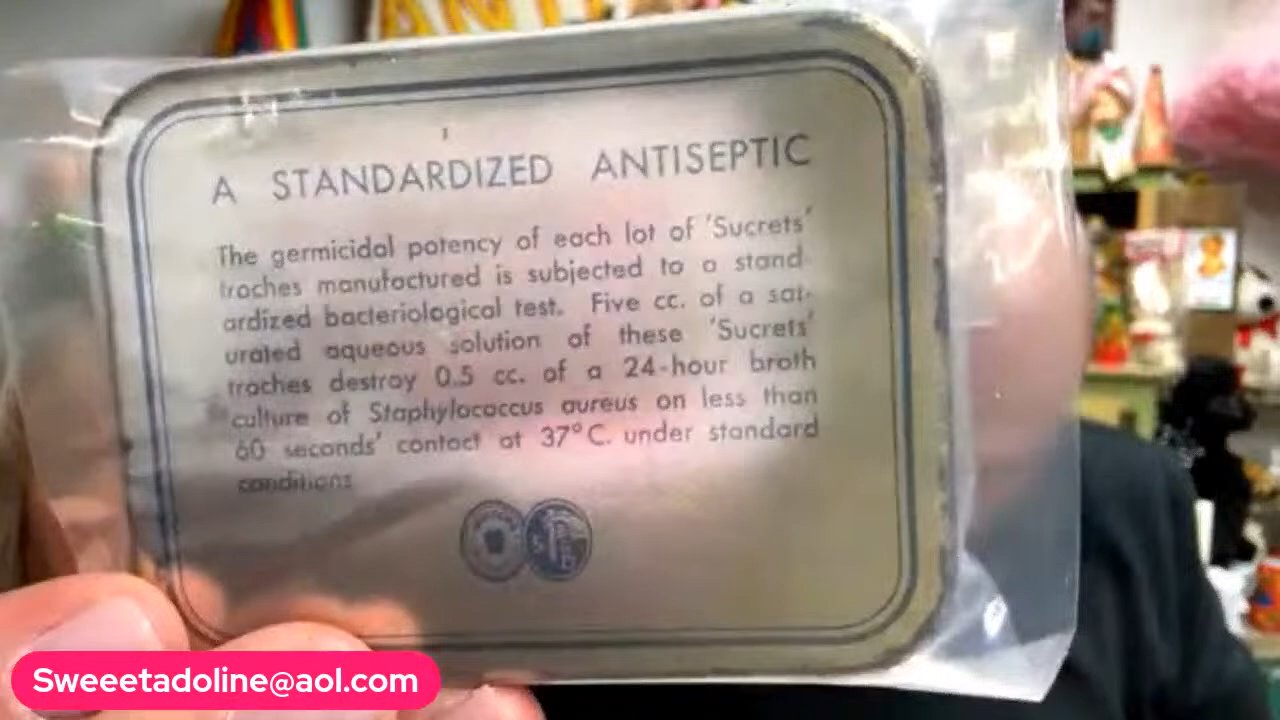 ANTI
A STANDARDIZED ANTISEPTIC
The germicidal potency of each lot of 'Sucrets'
troches manufactured is subjected to a stand-
ardized bacteriological test. Five cc. of a sat-
urated aqueous solution of these 'Sucrets'
troches destroy 0.5 cc. of a 24-hour broth
culture of Staphylococcus aureus on less than
60 seconds' contact at 37°C. under standard
conditions
Sweeetadoline@aol.com